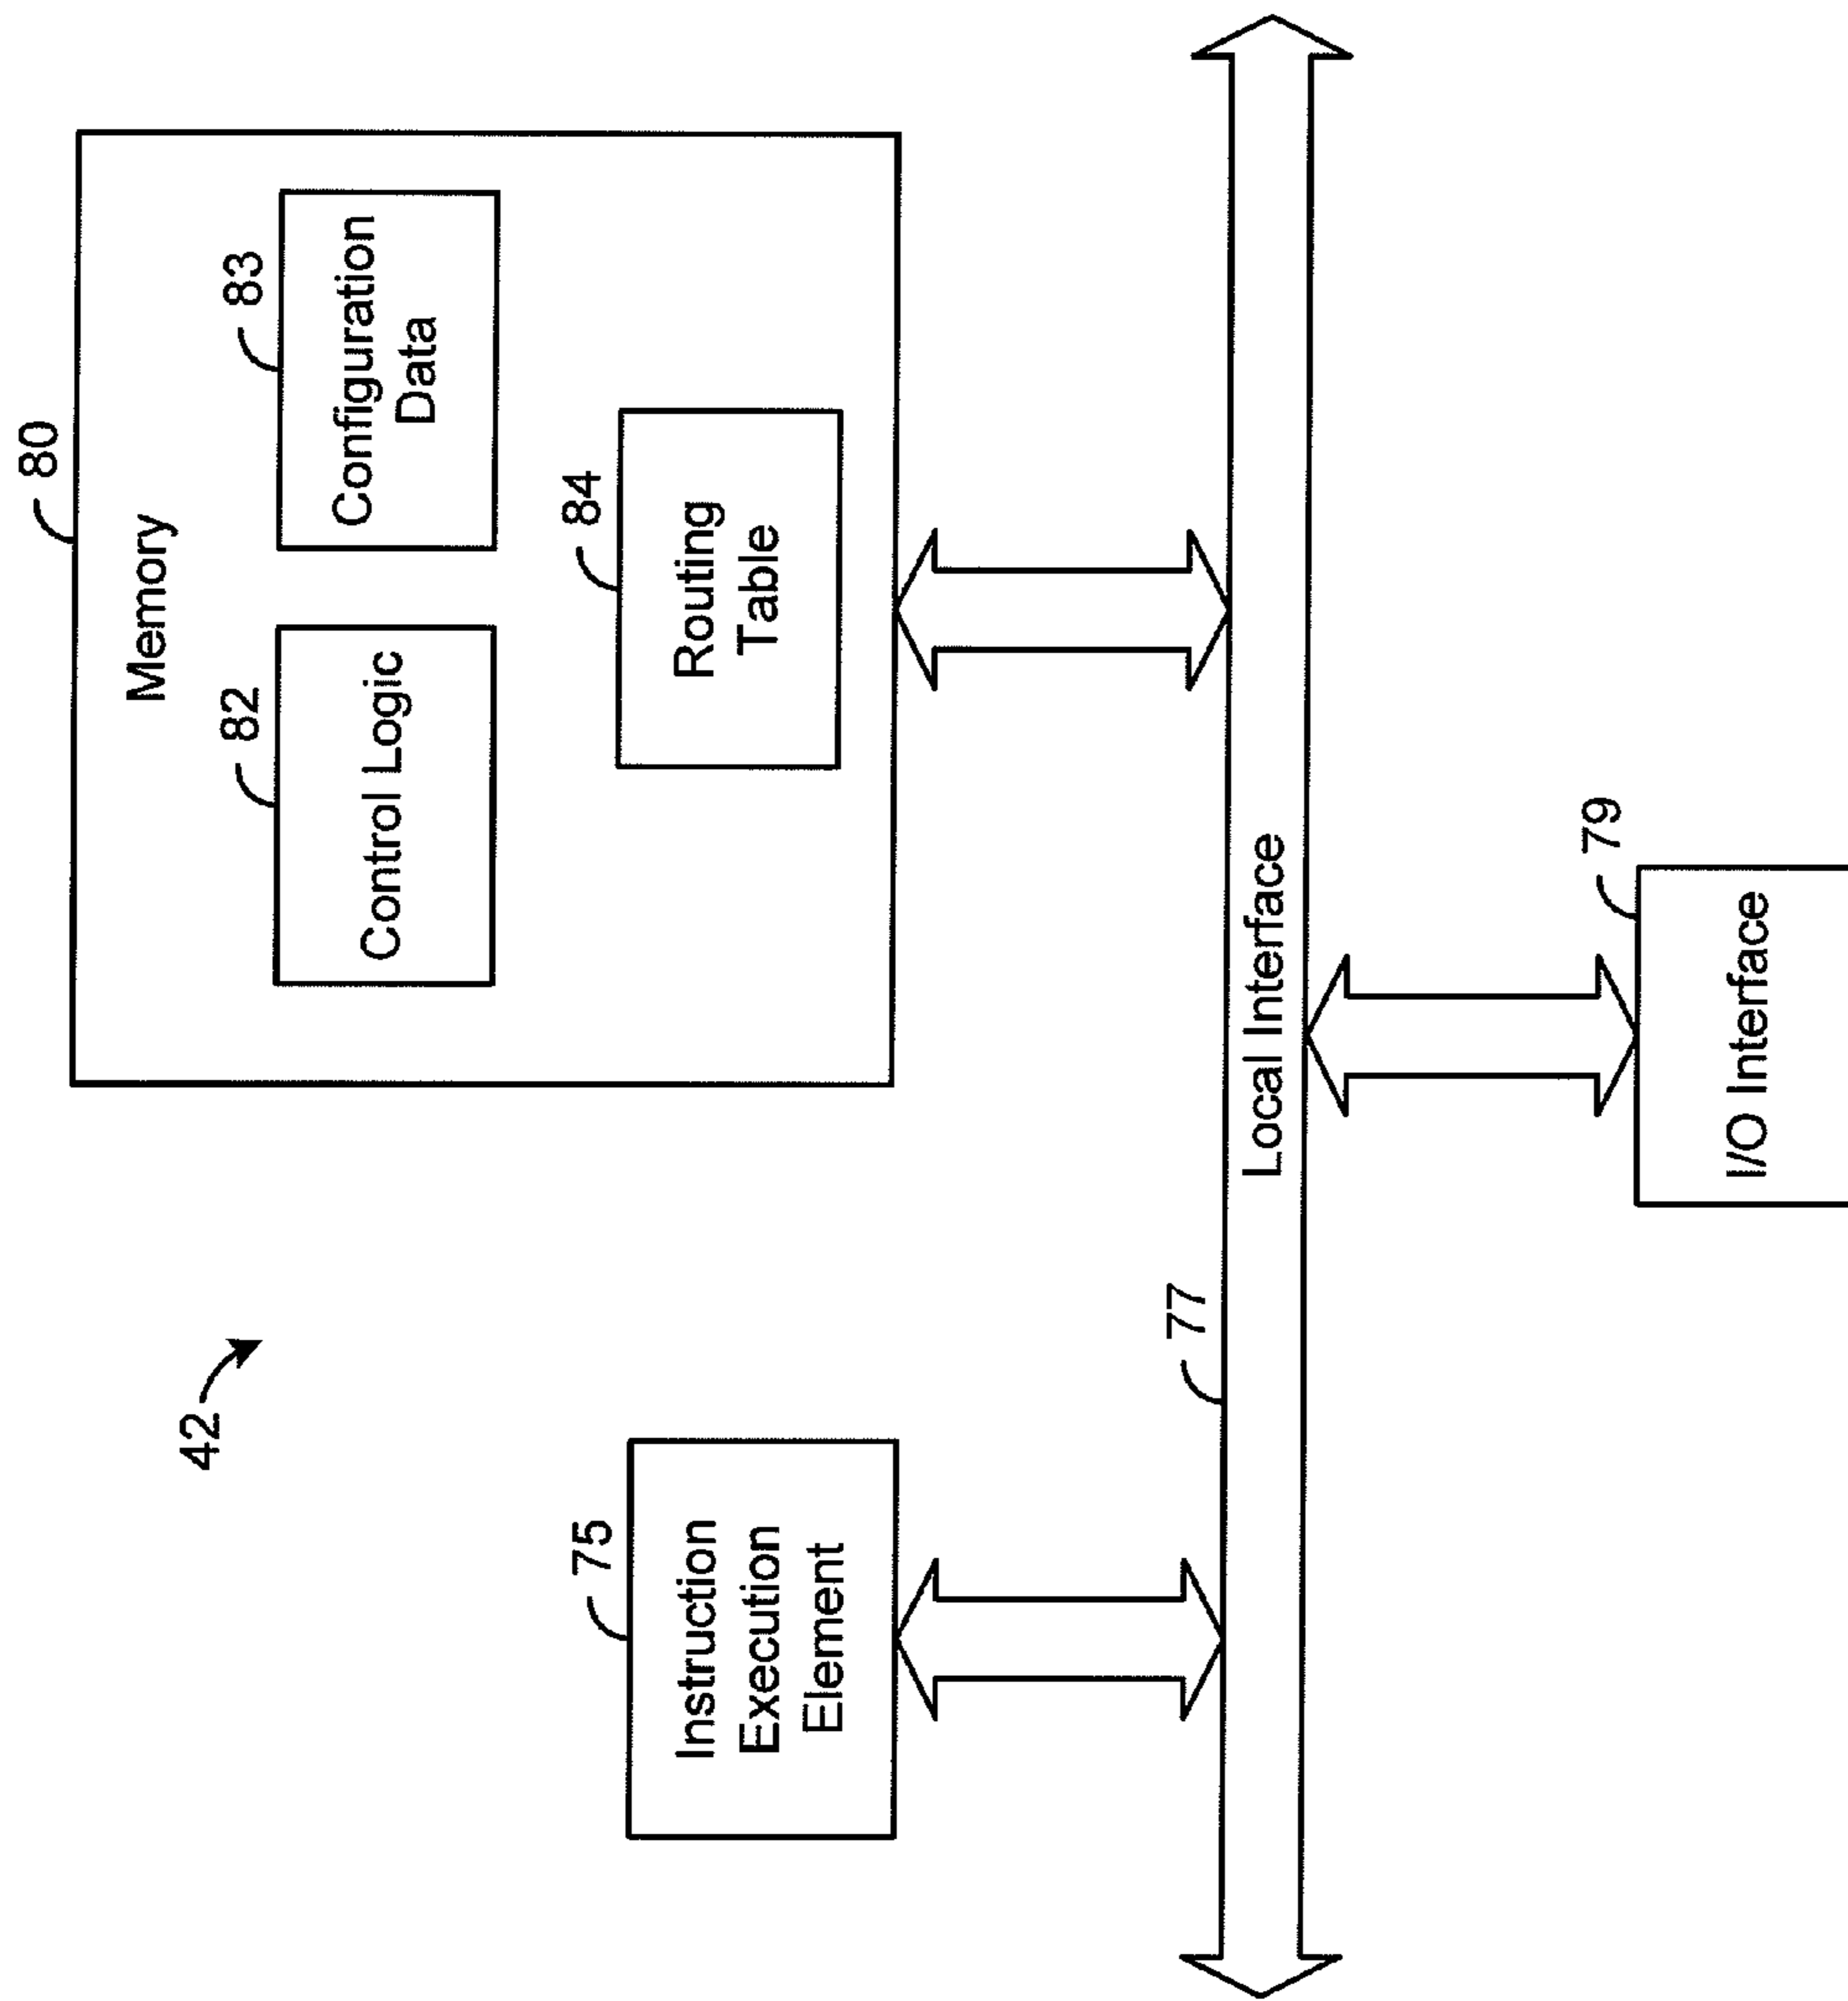 42
80
Memory
82
Control Logic
83
Configuration
Data
84
Routing
Table
75
Instruction
Execution
Element
77
Local Interface
79
I/O Interface